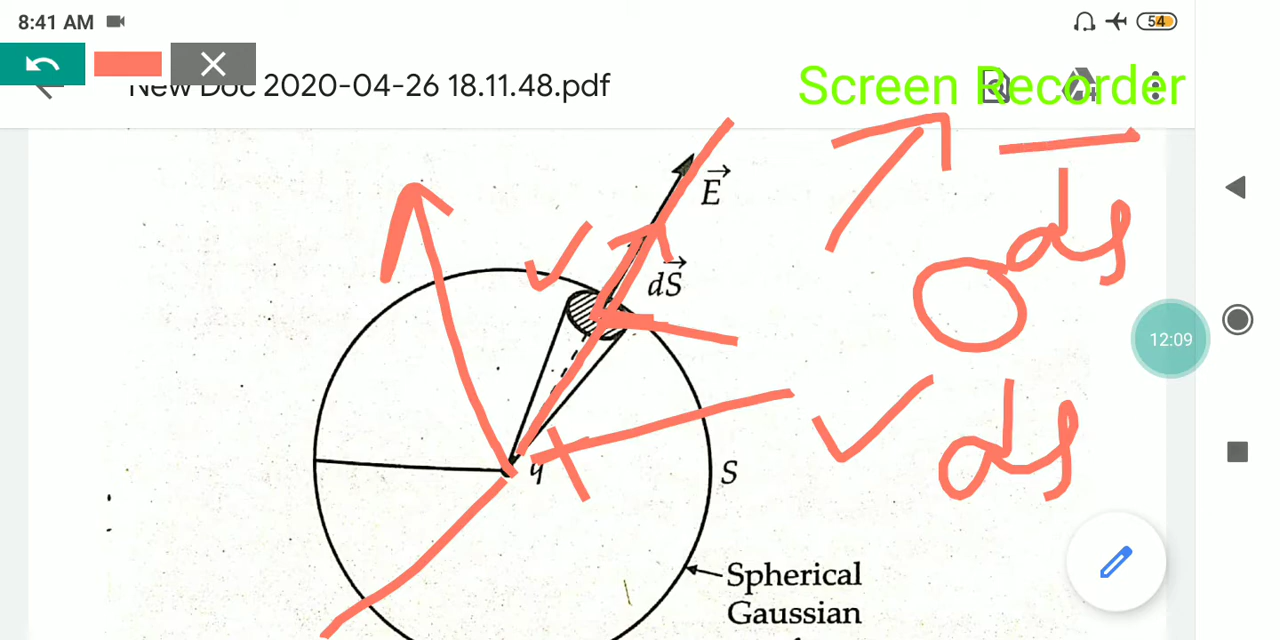 8:41 AM
54
New Doc 2020-04-26 18.11.48.pdf
Screen Recorder
E
dS
ds
12:09
ds
q
S
Spherical
Gaussian